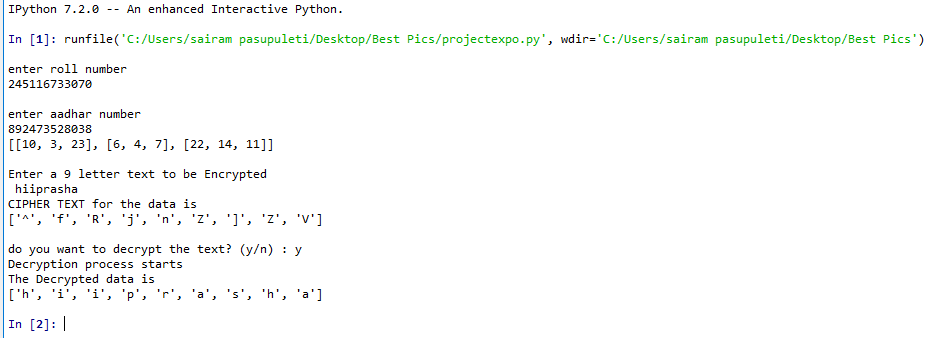 IPython 7.2.0 -- An enhanced Interactive Python.
In [1]: runfile('C:/Users/sairam pasupuleti/Desktop/Best Pics/projectexpo.py', wdir='C:/Users/sairam pasupuleti/Desktop/Best Pics')
enter roll number
245116733070
enter aadhar number
892473528038
[[10, 3, 23], [6, 4, 7], [22, 14, 11]]
Enter a 9 letter text to be Encrypted
hiiprasha
CIPHER TEXT for the data is
['^', 'f', 'R', 'j', 'n', 'Z', ']', 'Z', 'V']
do you want to decrypt the text? (y/n) : y
Decryption process starts
The Decrypted data is
['h', 'i', 'i', 'p', 'r', 'a', 's', 'h', 'a']
In [2]: